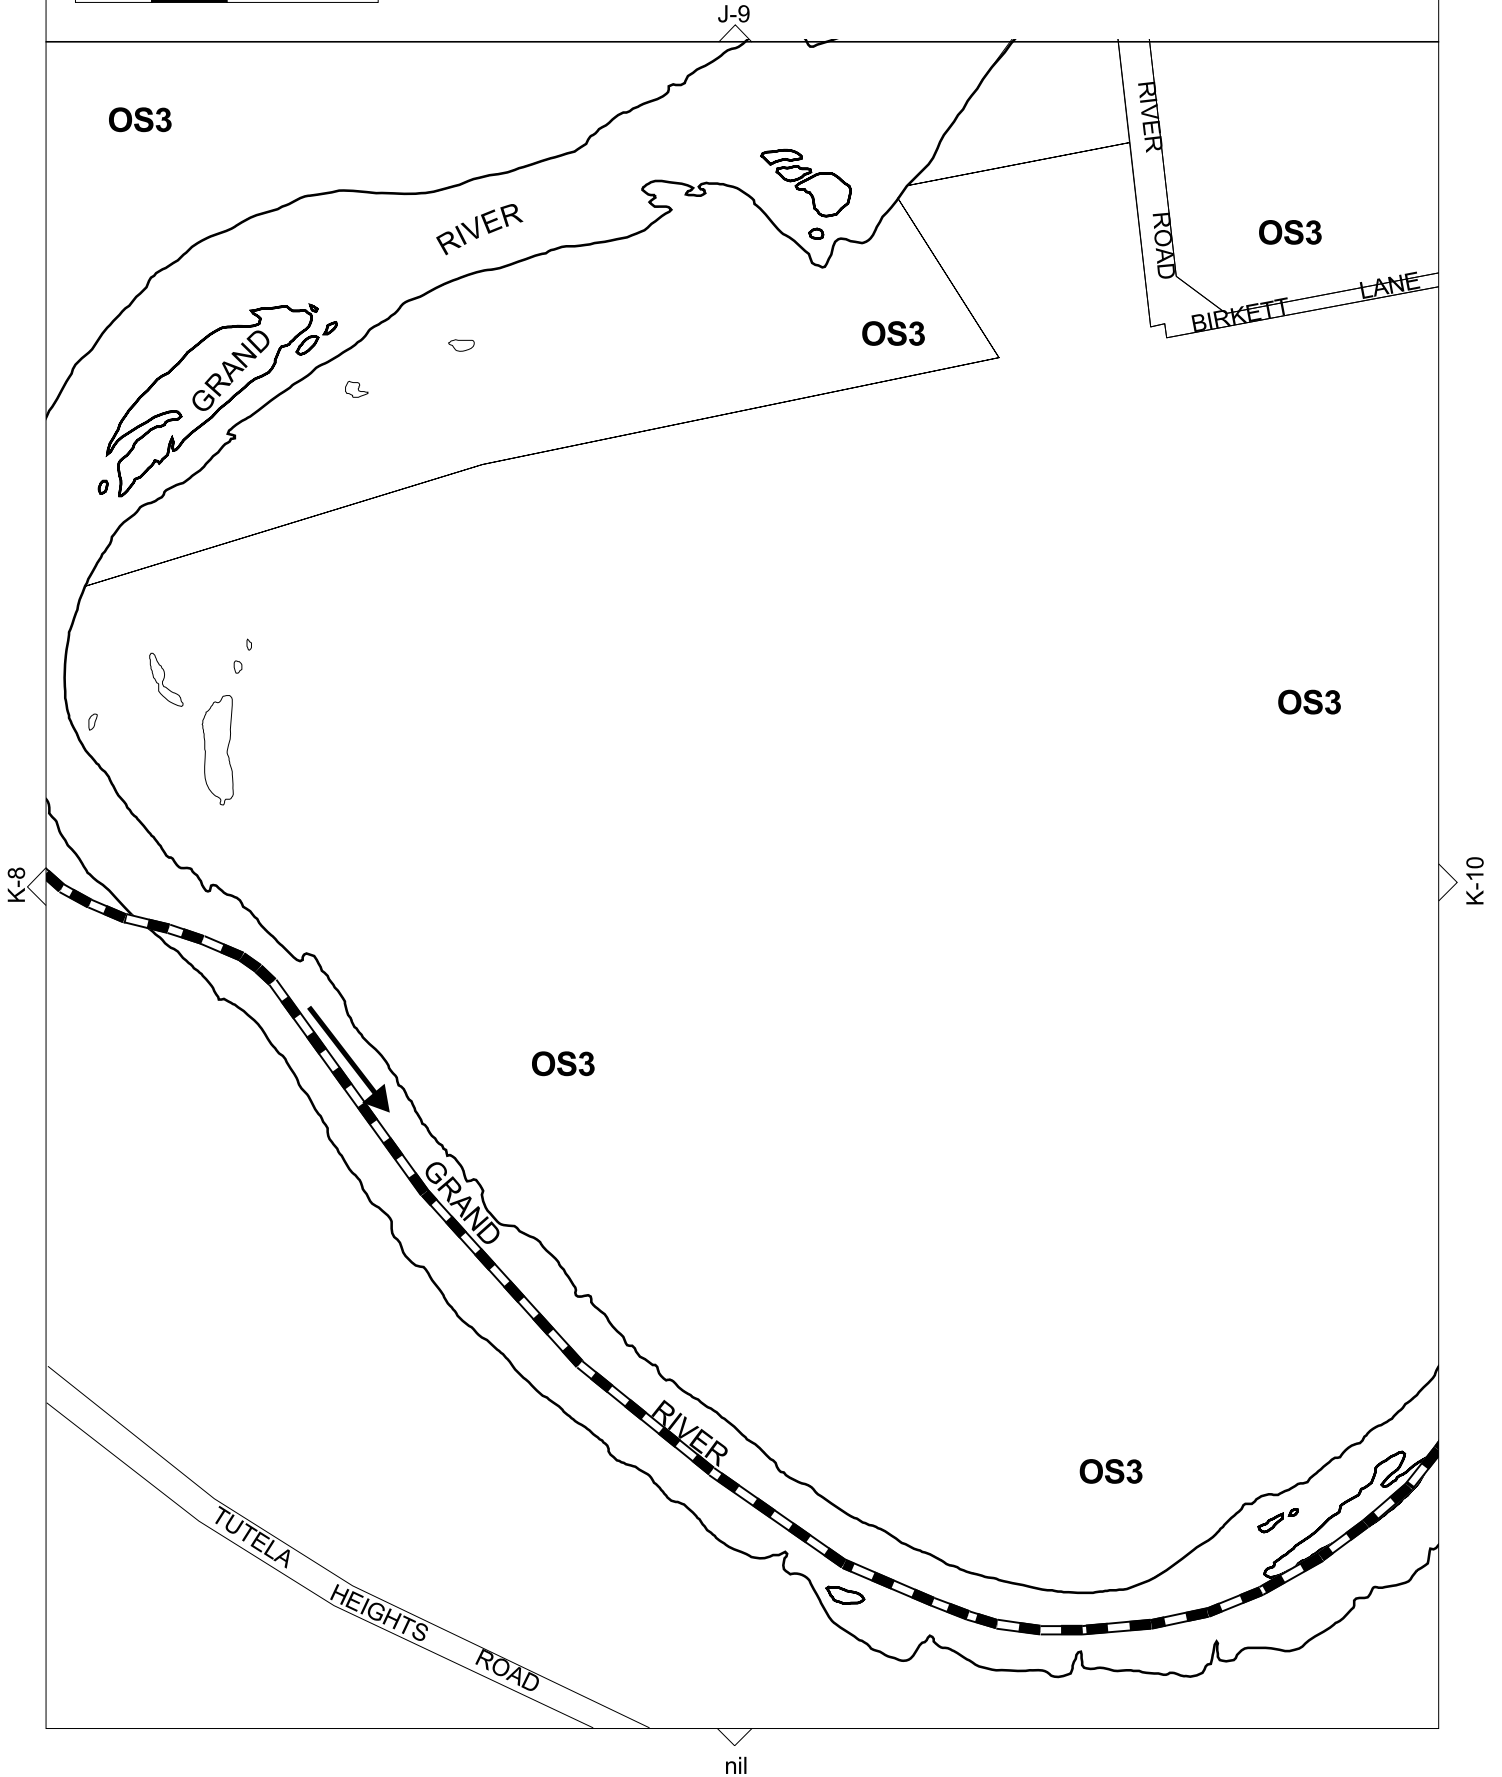 J-9
OS3
RIVER
ROAD
RIVER
OS3
BIRKETT LANE
OS3
GRAND
OS3
K-8
K-10
OS3
GRAND
RIVER
OS3
TUTELA
HEIGHTS
ROAD
nil